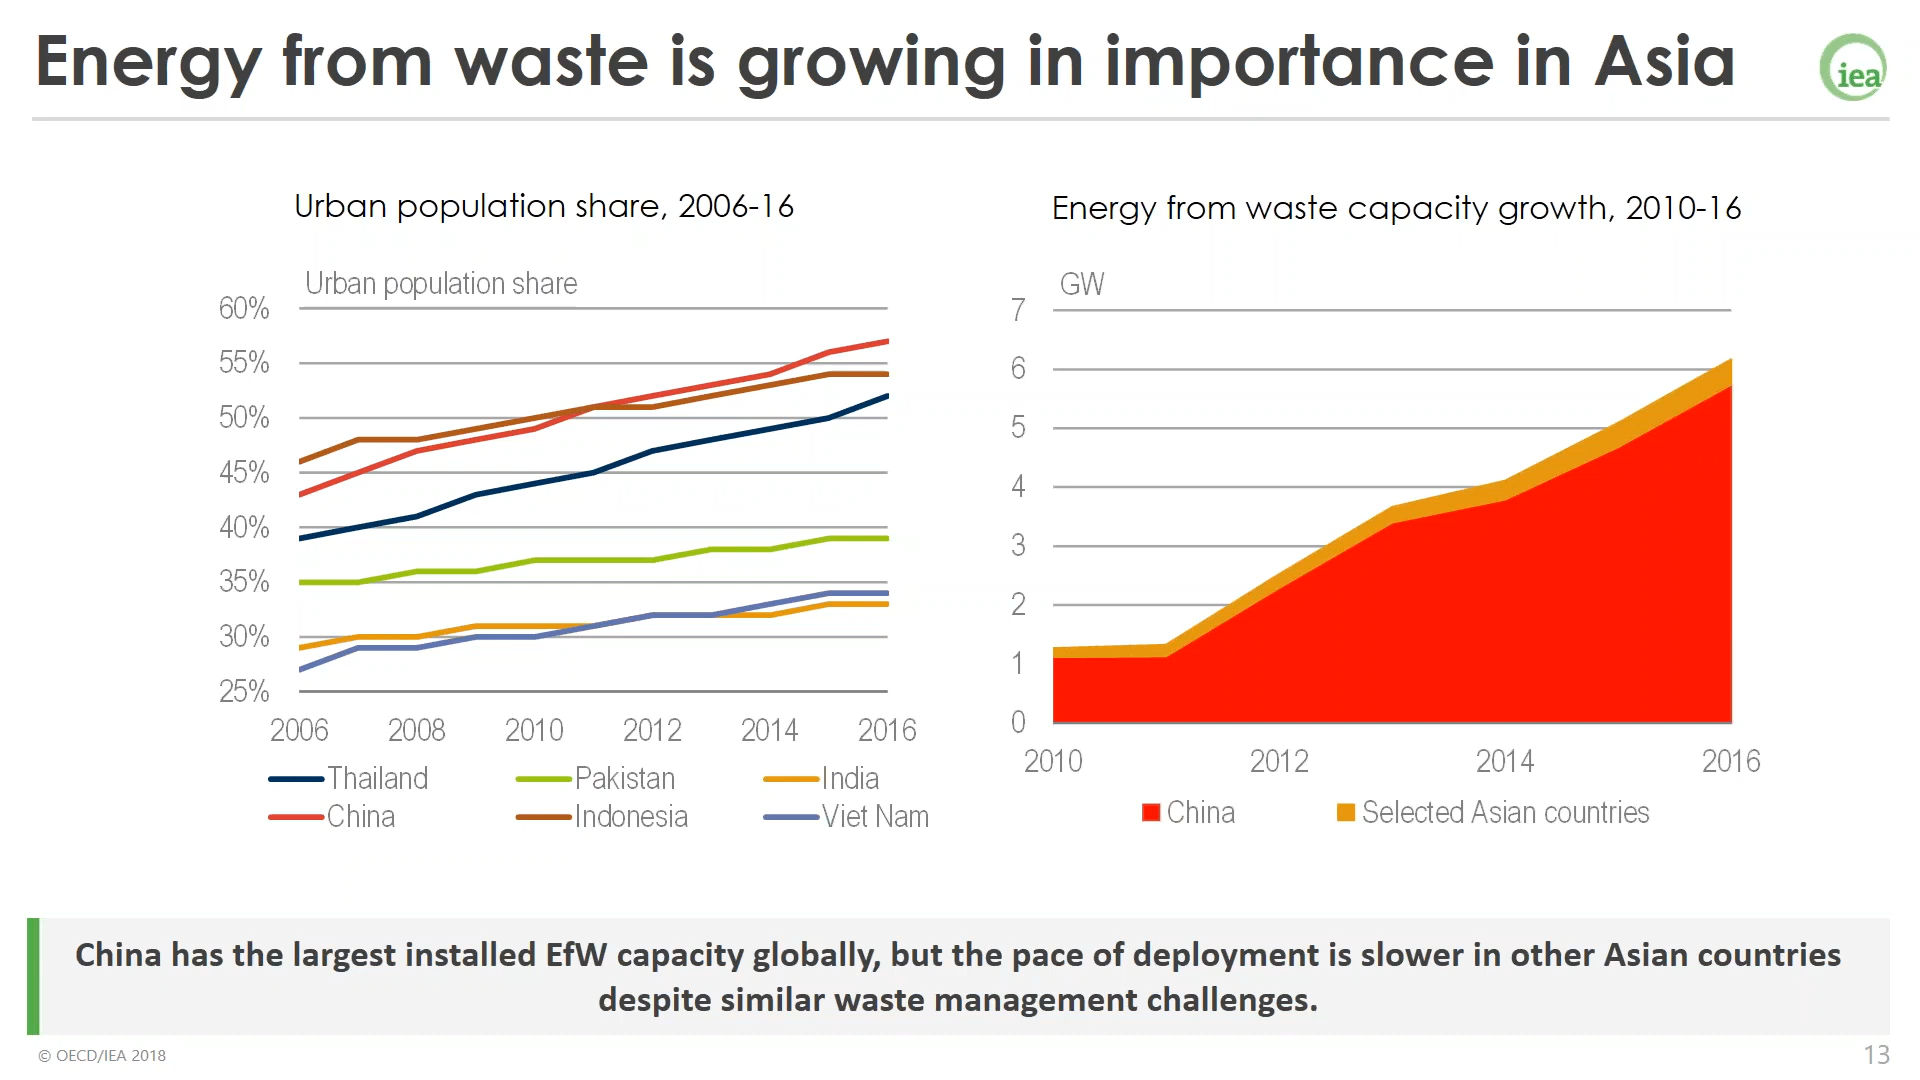 Energy from waste is growing in importance in Asia
iea
Urban population share, 2006-16
Urban population share
60%
55%
50%
45%
40%
35%
30%
25%
2006 2008 2010 2012 2014 2016
Thailand Pakistan India
China Indonesia Viet Nam
Energy from waste capacity growth, 2010-16
GW
7
6
5
4
3
2
1
0
2010 2012 2014 2016
China Selected Asian countries
China has the largest installed EfW capacity globally, but the pace of deployment is slower in other Asian countries
despite similar waste management challenges.
© OECD/IEA 2018
13